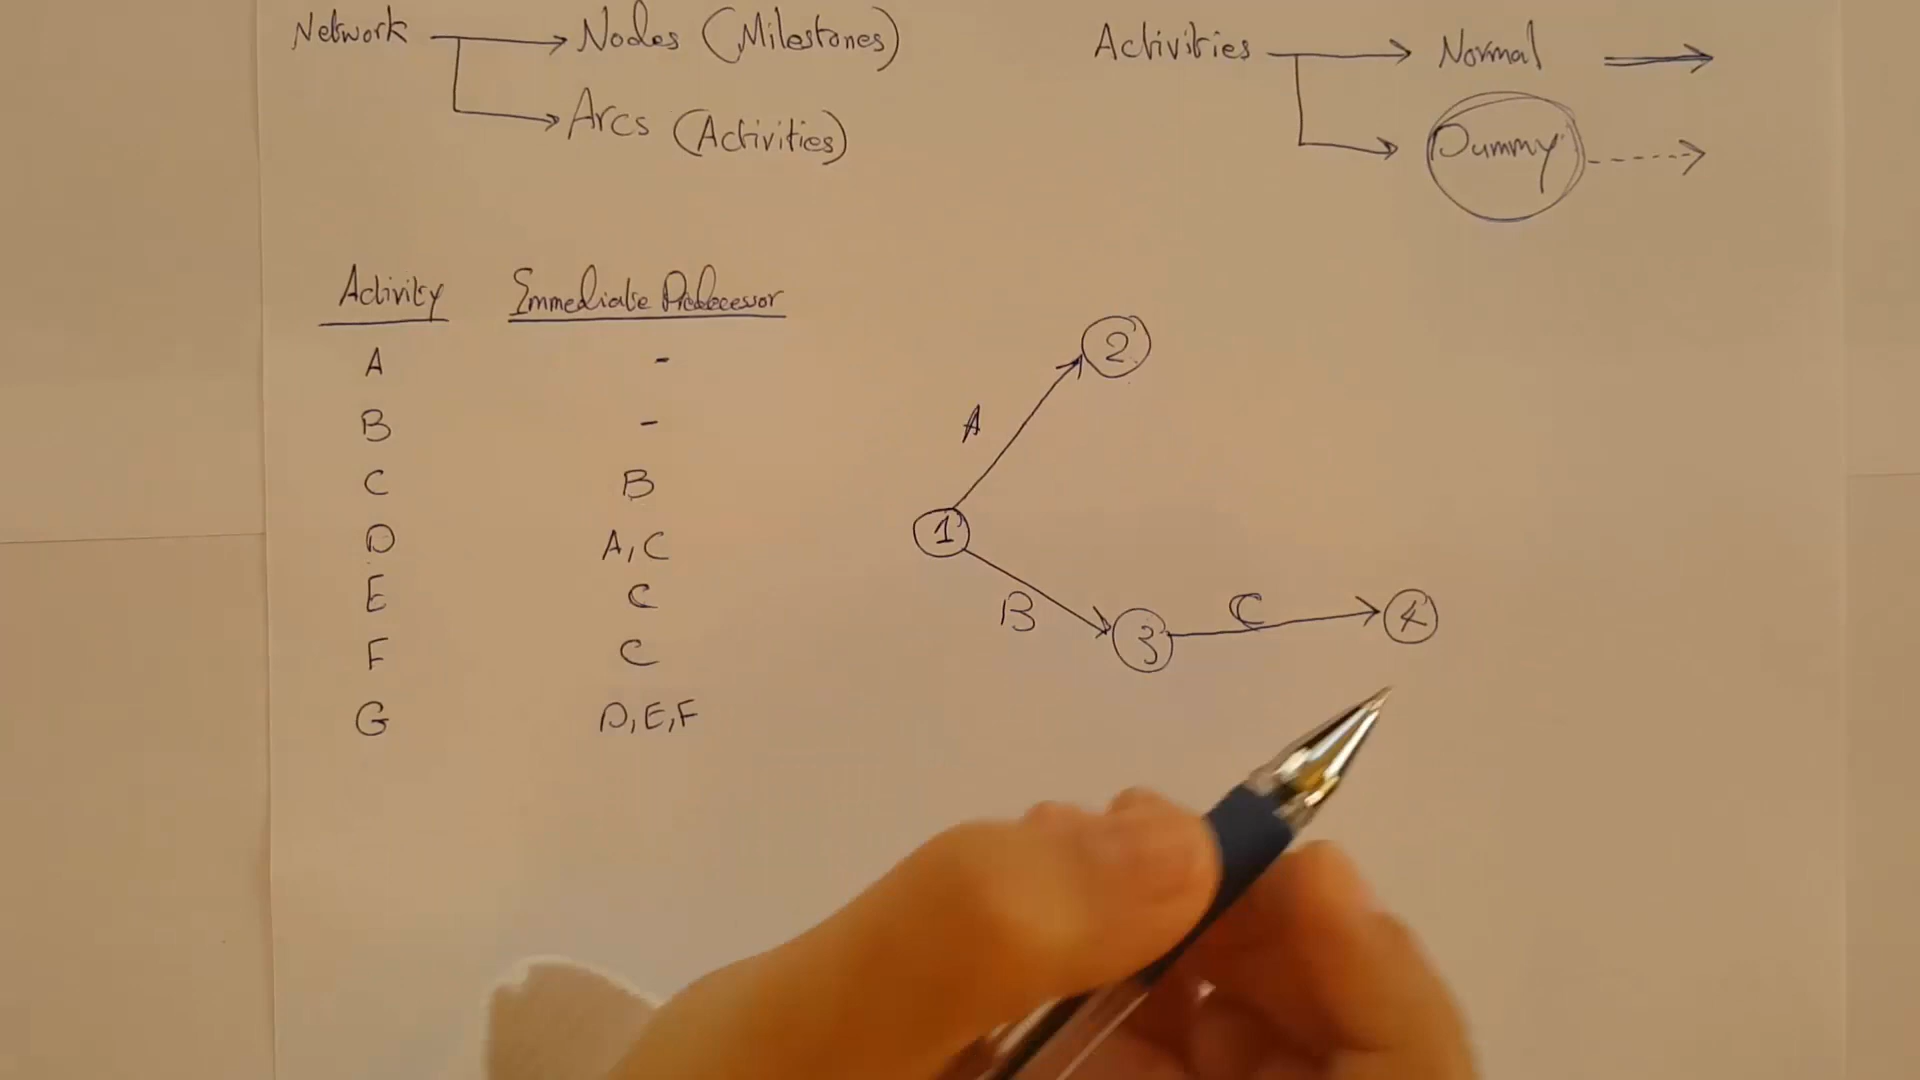 Network Nodes (Milestones)
Arcs (Activities)
Activities Normal
Dummy
Activity Immediate Predecessor
A -
B -
C B
D A, C
E C
F C
G D, E, F
1
2
3
4
A
B
C